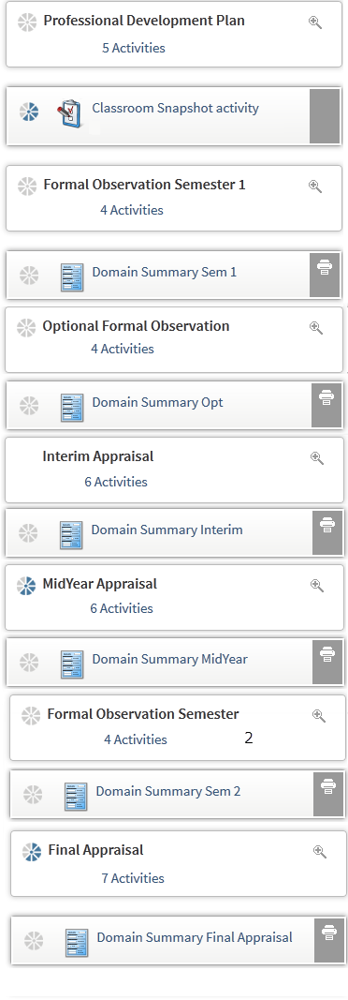 Professional Development Plan
5 Activities
Classroom Snapshot activity
Formal Observation Semester 1
4 Activities
Domain Summary Sem 1
Optional Formal Observation
4 Activities
Domain Summary Opt
Interim Appraisal
6 Activities
Domain Summary Interim
MidYear Appraisal
6 Activities
Domain Summary MidYear
Formal Observation Semester
4 Activities 2
Domain Summary Sem 2
Final Appraisal
7 Activities
Domain Summary Final Appraisal